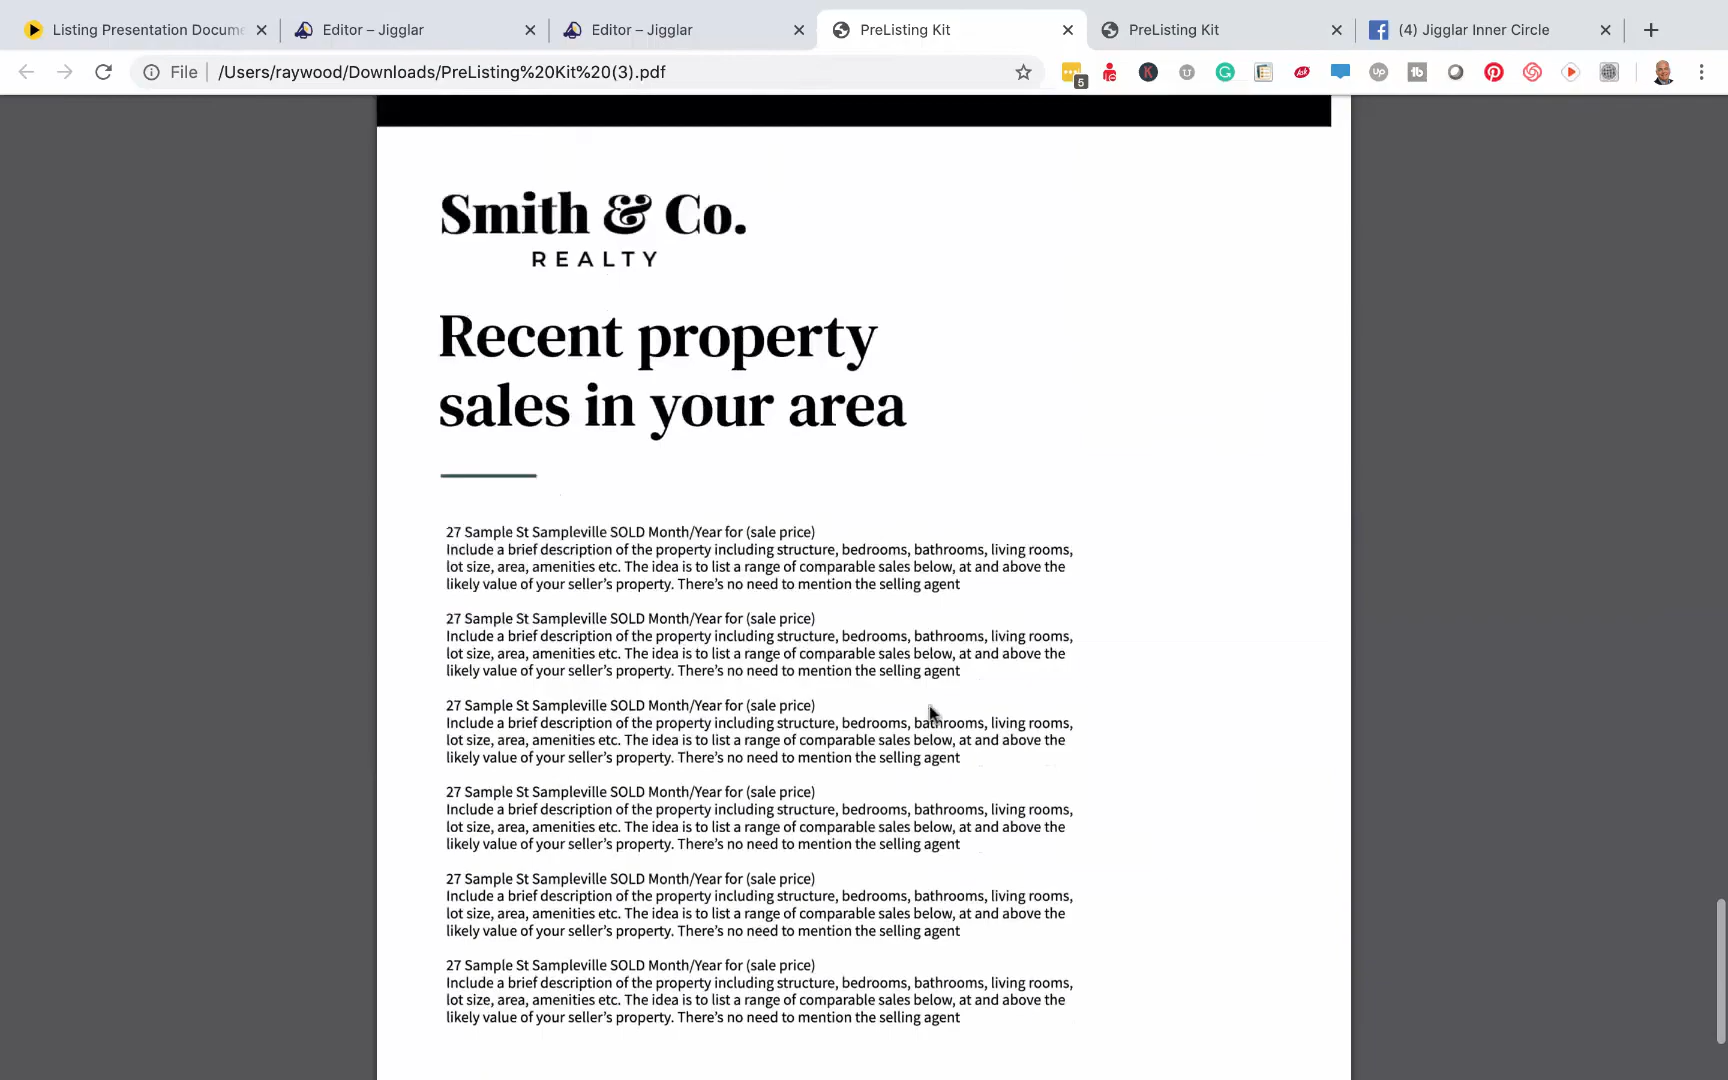 Listing Presentation Docume
Editor – Jigglar
Editor – Jigglar
PreListing Kit
PreListing Kit
(4) Jigglar Inner Circle
File
/Users/raywood/Downloads/PreListing%20Kit%20(3).pdf
5
Smith & Co.
REALTY
Recent property
sales in your area
27 Sample St Sampleville SOLD Month/Year for (sale price)
Include a brief description of the property including structure, bedrooms, bathrooms, living rooms,
lot size, area, amenities etc. The idea is to list a range of comparable sales below, at and above the
likely value of your seller’s property. There’s no need to mention the selling agent
27 Sample St Sampleville SOLD Month/Year for (sale price)
Include a brief description of the property including structure, bedrooms, bathrooms, living rooms,
lot size, area, amenities etc. The idea is to list a range of comparable sales below, at and above the
likely value of your seller’s property. There’s no need to mention the selling agent
27 Sample St Sampleville SOLD Month/Year for (sale price)
Include a brief description of the property including structure, bedrooms, bathrooms, living rooms,
lot size, area, amenities etc. The idea is to list a range of comparable sales below, at and above the
likely value of your seller’s property. There’s no need to mention the selling agent
27 Sample St Sampleville SOLD Month/Year for (sale price)
Include a brief description of the property including structure, bedrooms, bathrooms, living rooms,
lot size, area, amenities etc. The idea is to list a range of comparable sales below, at and above the
likely value of your seller’s property. There’s no need to mention the selling agent
27 Sample St Sampleville SOLD Month/Year for (sale price)
Include a brief description of the property including structure, bedrooms, bathrooms, living rooms,
lot size, area, amenities etc. The idea is to list a range of comparable sales below, at and above the
likely value of your seller’s property. There’s no need to mention the selling agent
27 Sample St Sampleville SOLD Month/Year for (sale price)
Include a brief description of the property including structure, bedrooms, bathrooms, living rooms,
lot size, area, amenities etc. The idea is to list a range of comparable sales below, at and above the
likely value of your seller’s property. There’s no need to mention the selling agent